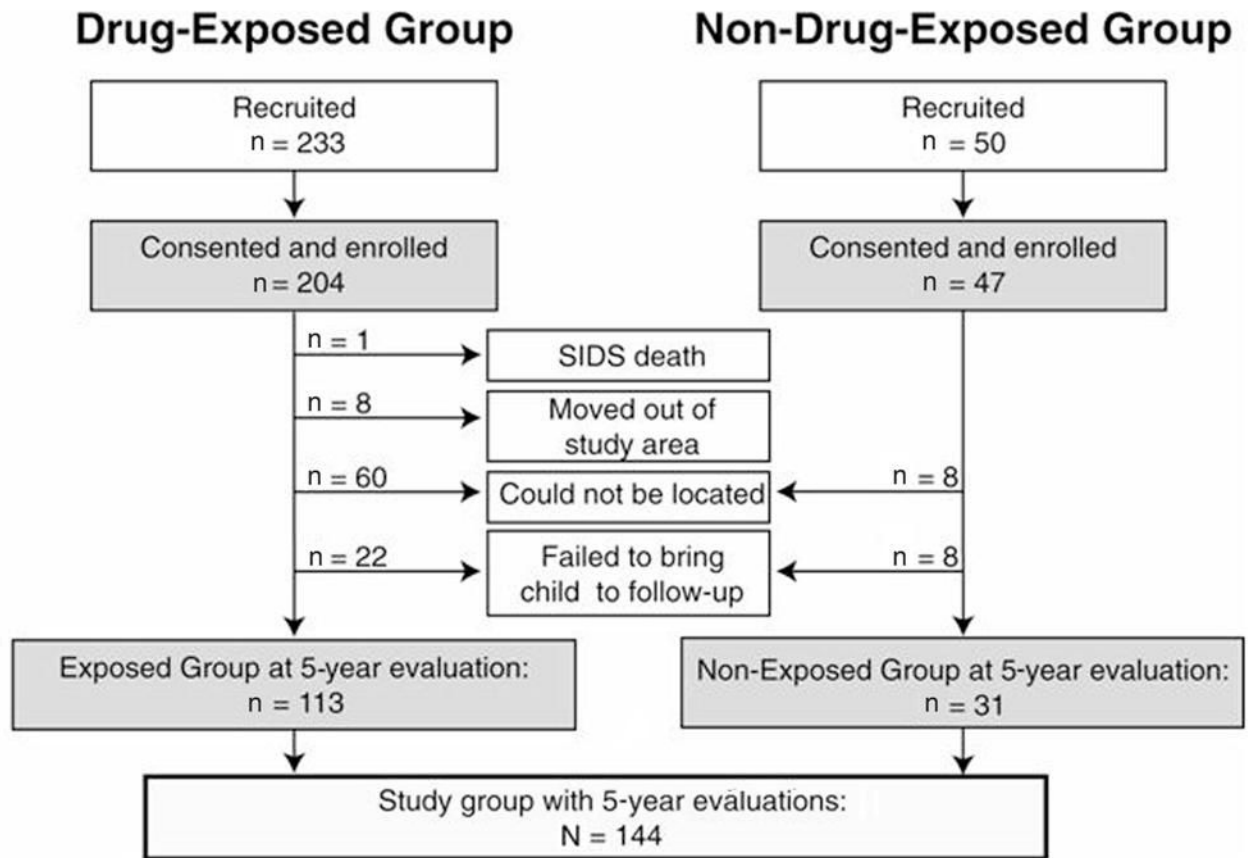 Drug-Exposed Group
Non-Drug-Exposed Group
Recruited
n = 233
Recruited
n = 50
Consented and enrolled
n = 204
Consented and enrolled
n = 47
n = 1
SIDS death
n = 8
Moved out of
study area
n = 60
Could not be located
n = 8
n = 22
Failed to bring
child to follow-up
n = 8
Exposed Group at 5-year evaluation:
n = 113
Non-Exposed Group at 5-year evaluation:
n = 31
Study group with 5-year evaluations:
N = 144